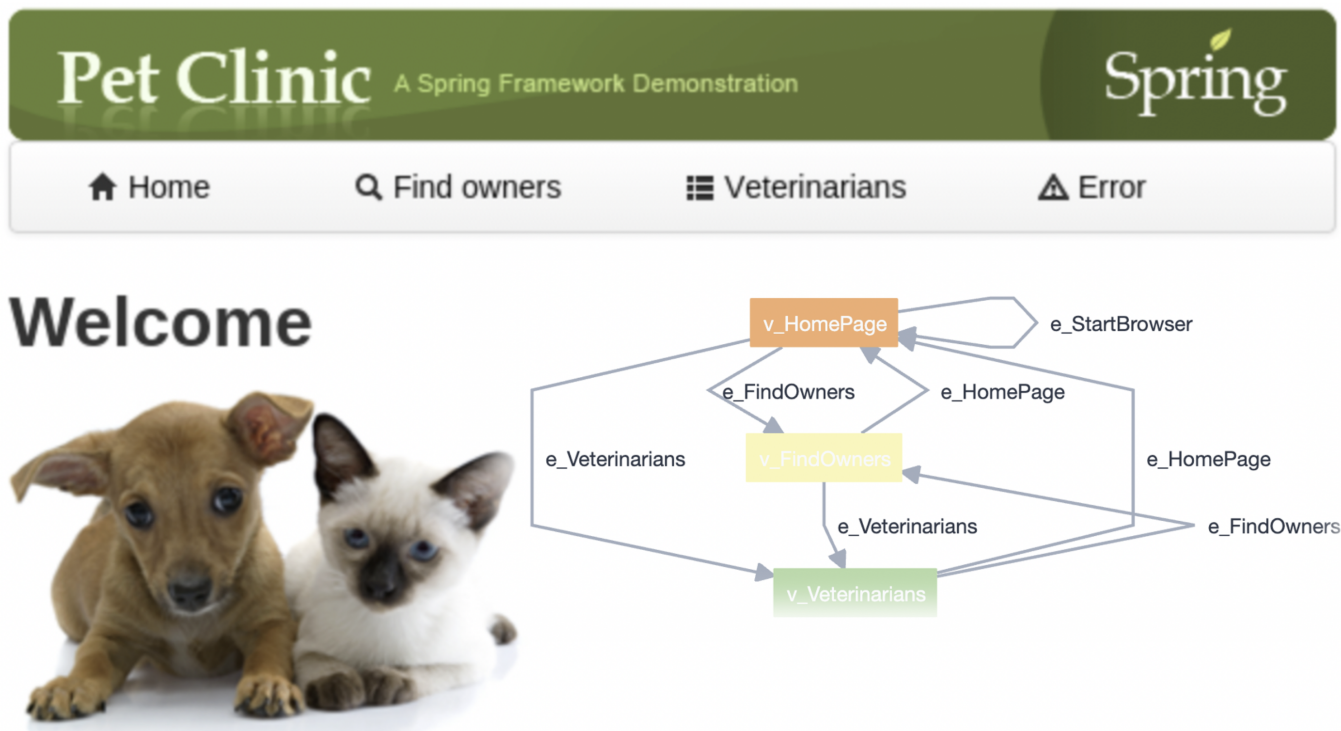 Pet Clinic A Spring Framework Demonstration
Spring
Home Find owners Veterinarians Error
Welcome
v_HomePage
e_StartBrowser
e_FindOwners
e_HomePage
e_Veterinarians
v_FindOwners
e_HomePage
e_Veterinarians
e_FindOwners
v_Veterinarians